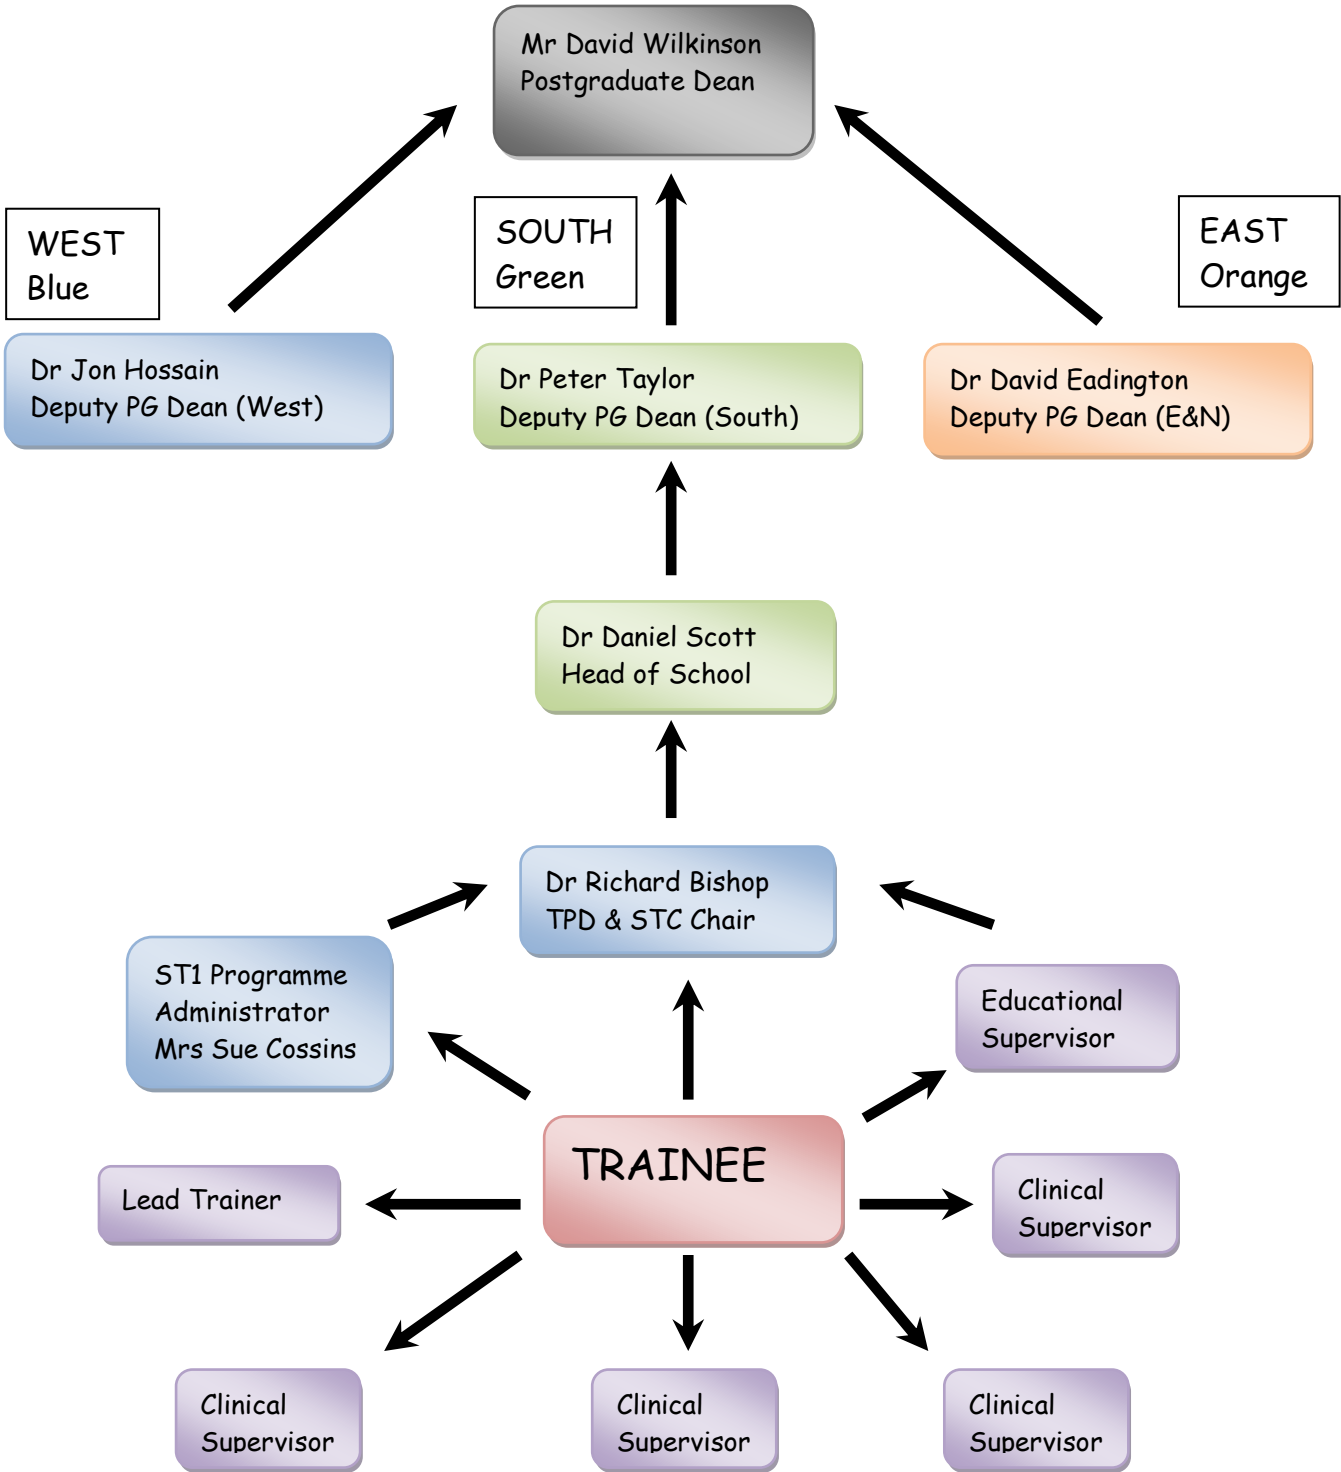 Mr David Wilkinson
Postgraduate Dean
WEST
Blue
SOUTH
Green
EAST
Orange
Dr Jon Hossain
Deputy PG Dean (West)
Dr Peter Taylor
Deputy PG Dean (South)
Dr David Eadington
Deputy PG Dean (E&N)
Dr Daniel Scott
Head of School
Dr Richard Bishop
TPD & STC Chair
ST1 Programme
Administrator
Mrs Sue Cossins
Educational
Supervisor
TRAINEE
Lead Trainer
Clinical
Supervisor
Clinical
Supervisor
Clinical
Supervisor
Clinical
Supervisor